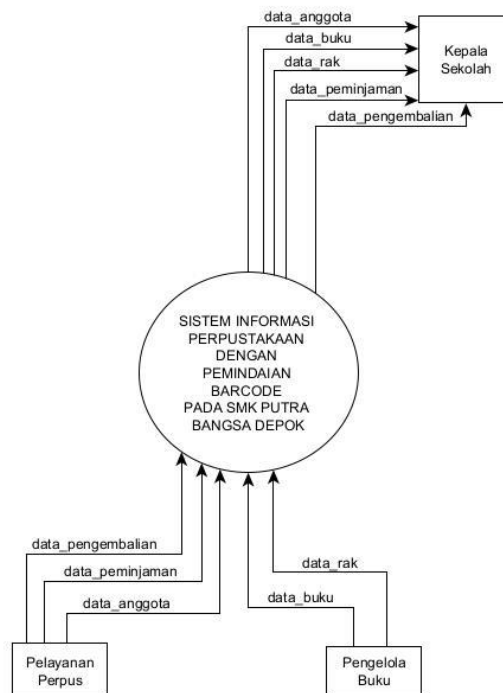 data_anggota
data_buku
data_rak
data_peminjaman
data_pengembalian
Kepala
Sekolah
SISTEM INFORMASI
PERPUSTAKAAN
DENGAN
PEMINDAIAN
BARCODE
PADA SMK PUTRA
BANGSA DEPOK
data_pengembalian
data_peminjaman
data_anggota
data_rak
data_buku
Pelayanan
Perpus
Pengelola
Buku